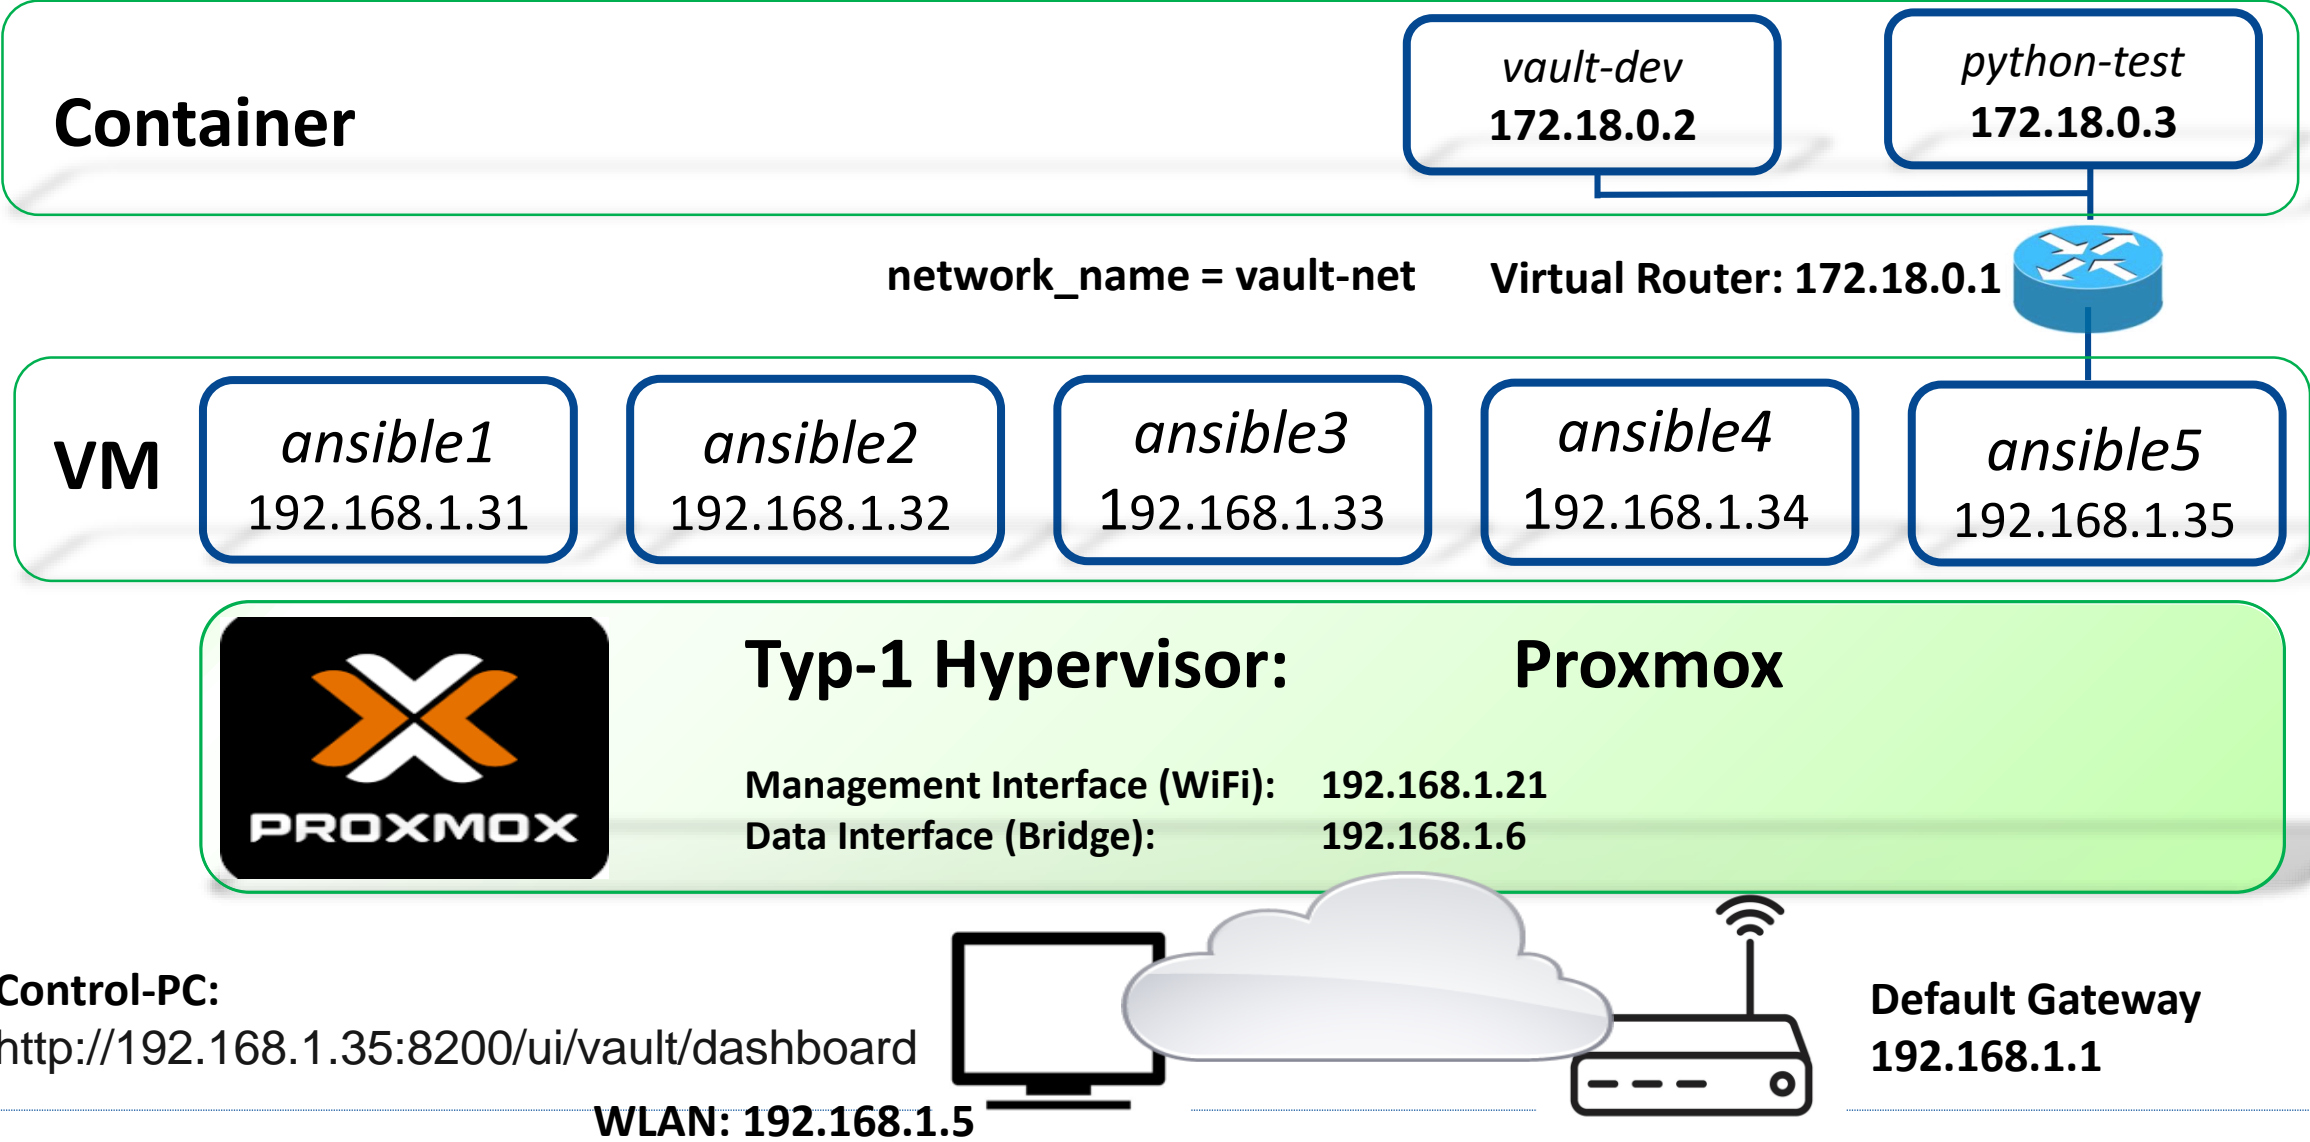 Container
vault-dev
172.18.0.2
python-test
172.18.0.3
network_name = vault-net
Virtual Router: 172.18.0.1
VM
ansible1
192.168.1.31
ansible2
192.168.1.32
ansible3
192.168.1.33
ansible4
192.168.1.34
ansible5
192.168.1.35
PROXMOX
Typ-1 Hypervisor: Proxmox
Management Interface (WiFi): 192.168.1.21
Data Interface (Bridge): 192.168.1.6
Control-PC:
http://192.168.1.35:8200/ui/vault/dashboard
WLAN: 192.168.1.5
Default Gateway
192.168.1.1